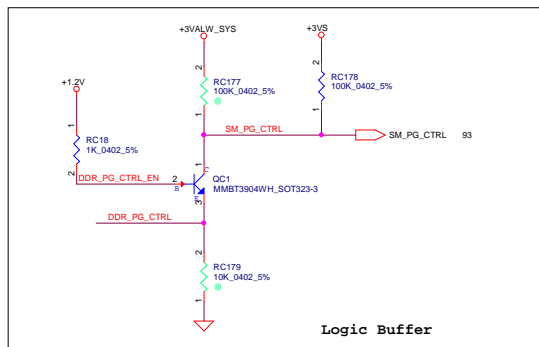 +3VALW_SYS
+3VS
+1.2V
2
RC177
100K_0402_5%
@
1
2
RC178
100K_0402_5%
1
1
RC18
1K_0402_5%
2
SM_PG_CTRL
SM_PG_CTRL 93
DDR_PG_CTRL_EN
2
B
1
C
QC1
MMBT3904WH_SOT323-3
E
3
DDR_PG_CTRL
2
RC179
10K_0402_5%
@
1
Logic Buffer